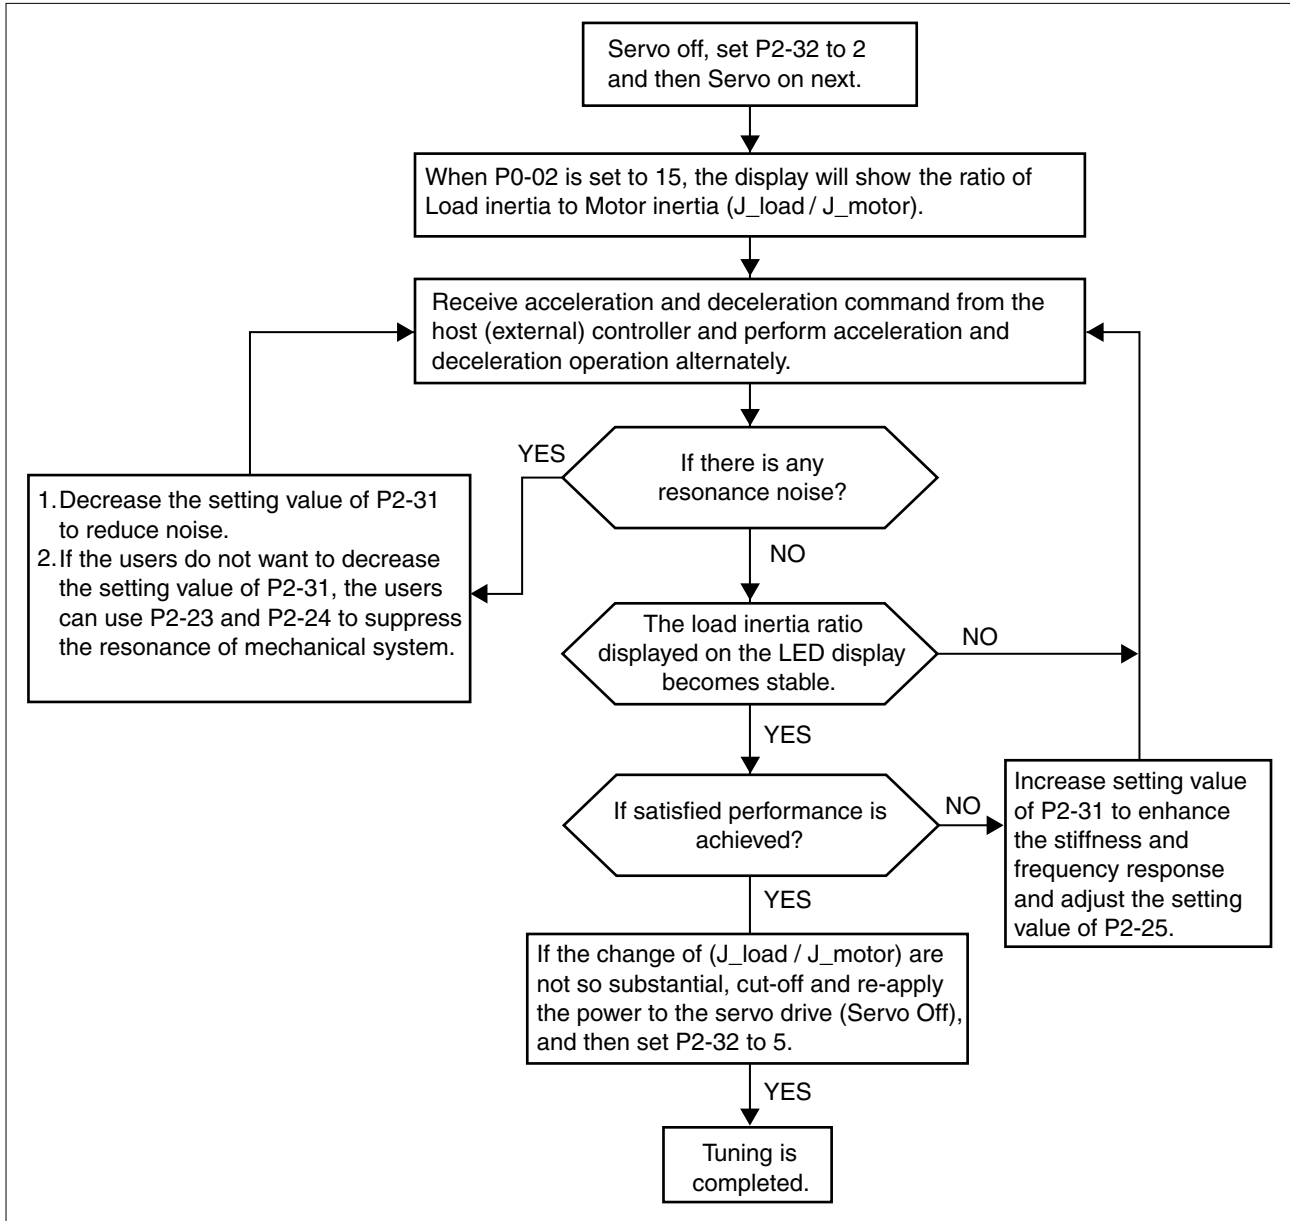 Servo off, set P2-32 to 2
and then Servo on next.
When P0-02 is set to 15, the display will show the ratio of
Load inertia to Motor inertia (J_load / J_motor).
Receive acceleration and deceleration command from the
host (external) controller and perform acceleration and
deceleration operation alternately.
YES
If there is any
resonance noise?
1. Decrease the setting value of P2-31
to reduce noise.
2. If the users do not want to decrease
the setting value of P2-31, the users
can use P2-23 and P2-24 to suppress
the resonance of mechanical system.
NO
The load inertia ratio
displayed on the LED display
becomes stable.
NO
YES
If satisfied performance is
achieved?
NO
Increase setting value
of P2-31 to enhance
the stiffness and
frequency response
and adjust the setting
value of P2-25.
YES
If the change of (J_load / J_motor) are
not so substantial, cut-off and re-apply
the power to the servo drive (Servo Off),
and then set P2-32 to 5.
YES
Tuning is
completed.